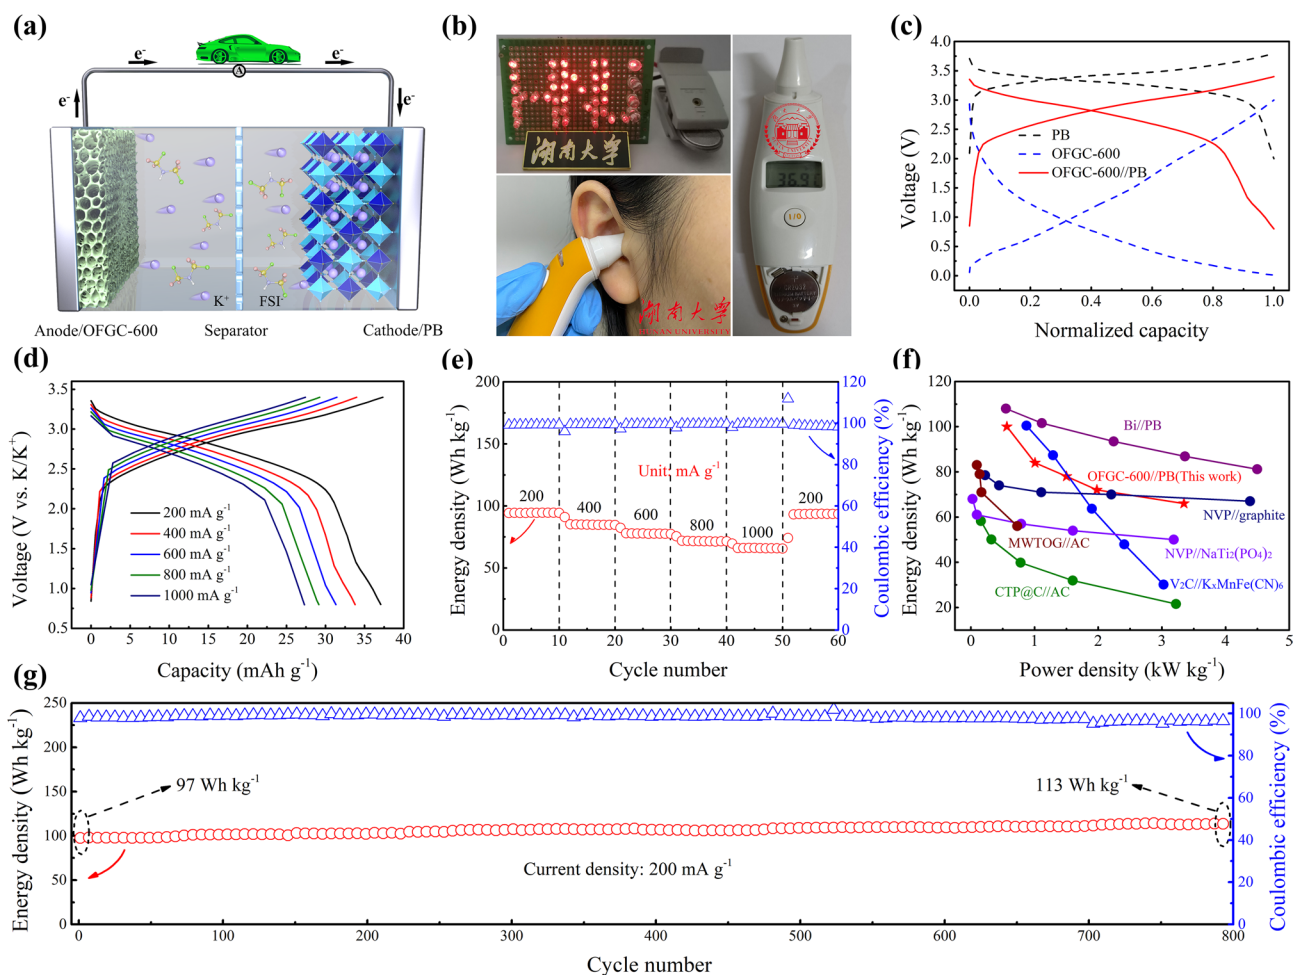 (a)
e⁻
e⁻
e⁻
e⁻
A
K⁺
FSI⁻
Anode/OFGC-600
Separator
Cathode/PB
(b)
湖南大学
36.9
I/O
湖南大学
HUNAN UNIVERSITY
(c)
Voltage (V)
4.0
3.5
3.0
2.5
2.0
1.5
1.0
0.5
0.0
PB
OFGC-600
OFGC-600//PB
0.0
0.2
0.4
0.6
0.8
1.0
Normalized capacity
(d)
Voltage (V vs. K/K⁺)
3.5
3.0
2.5
2.0
1.5
1.0
0.5
200 mA g⁻¹
400 mA g⁻¹
600 mA g⁻¹
800 mA g⁻¹
1000 mA g⁻¹
0
5
10
15
20
25
30
35
40
Capacity (mAh g⁻¹)
(e)
Energy density (Wh kg⁻¹)
200
150
100
50
0
Unit: mA g⁻¹
200
400
600
800
1000
200
120
100
80
60
40
20
0
Coulombic efficiency (%)
0
10
20
30
40
50
60
Cycle number
(f)
Energy density (Wh kg⁻¹)
120
100
80
60
40
20
Bi//PB
OFGC-600//PB(This work)
NVP//graphite
MWTOG//AC
NVP//NaTi₂(PO₄)₂
V₂C//KₓMnFe(CN)₆
CTP@C//AC
0
1
2
3
4
5
Power density (kW kg⁻¹)
(g)
Energy density (Wh kg⁻¹)
250
225
200
175
150
125
100
75
50
25
0
97 Wh kg⁻¹
113 Wh kg⁻¹
Current density: 200 mA g⁻¹
100
80
60
40
20
0
Coulombic efficiency (%)
0
100
200
300
400
500
600
700
800
Cycle number